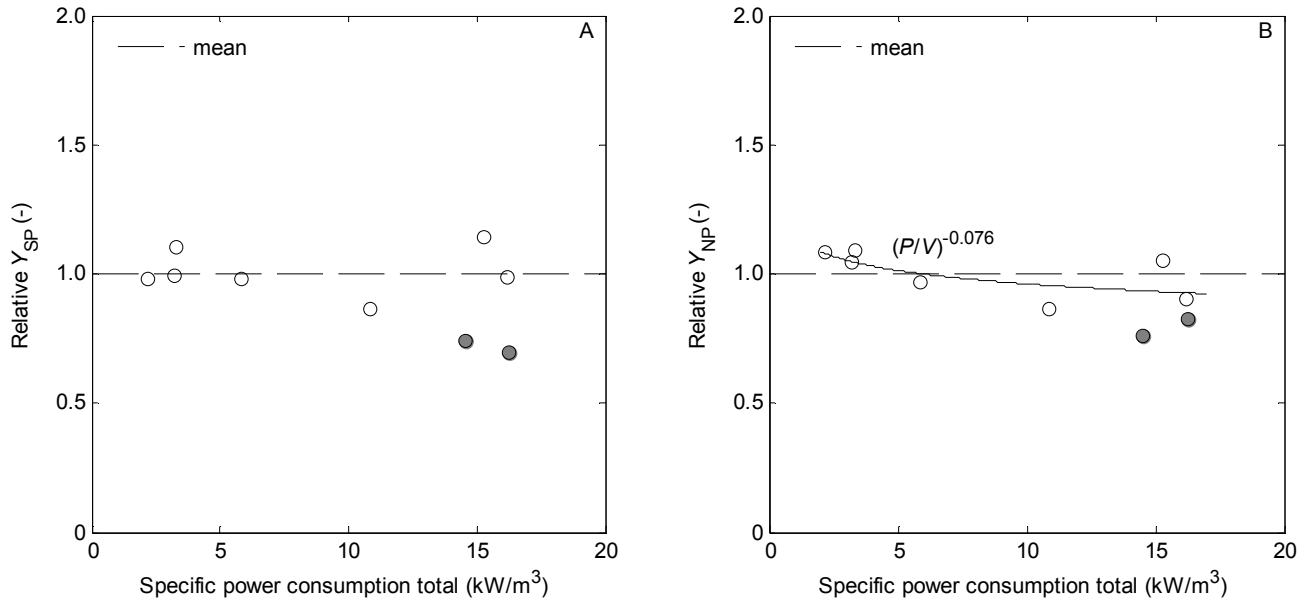 A
- mean
2.0
1.5
1.0
0.5
0
0
5
10
15
20
Relative Y_SP (-)
Specific power consumption total (kW/m³)
B
- mean
(P/V)^-0.076
2.0
1.5
1.0
0.5
0
0
5
10
15
20
Relative Y_NP (-)
Specific power consumption total (kW/m³)